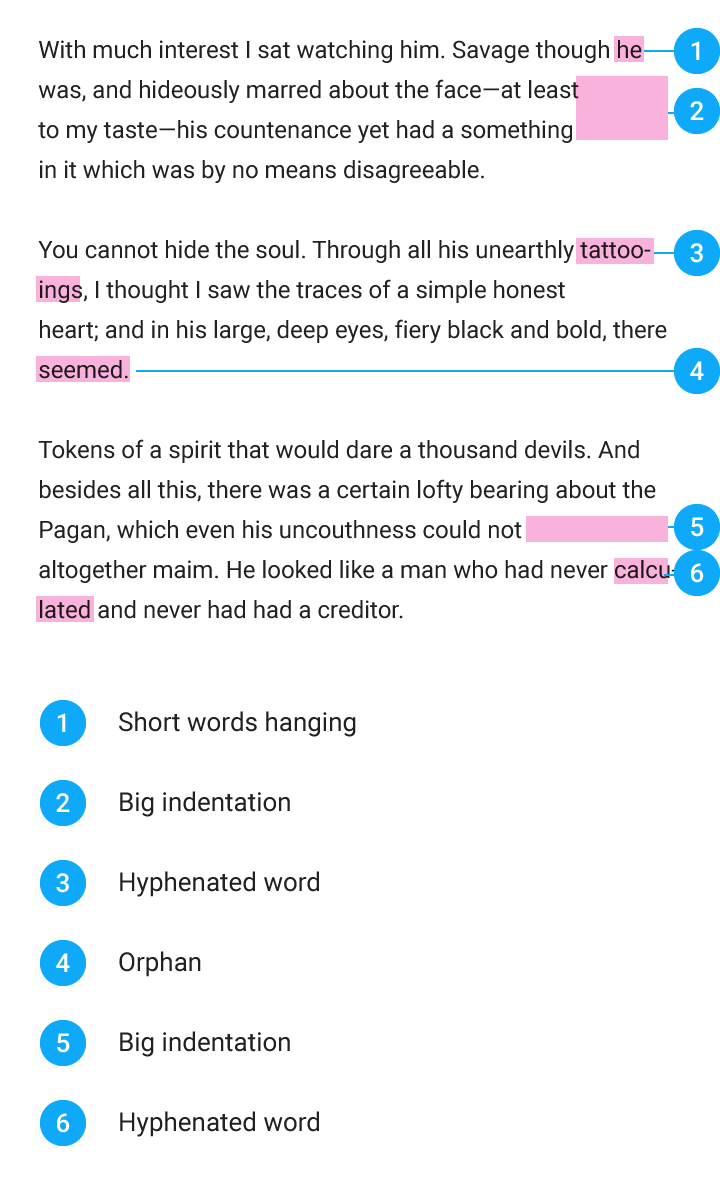 With much interest I sat watching him. Savage though he 1
was, and hideously marred about the face—at least
2
to my taste—his countenance yet had a something
in it which was by no means disagreeable.
You cannot hide the soul. Through all his unearthly tattoo- 3
ings, I thought I saw the traces of a simple honest
heart; and in his large, deep eyes, fiery black and bold, there
seemed. 4
Tokens of a spirit that would dare a thousand devils. And
besides all this, there was a certain lofty bearing about the
Pagan, which even his uncouthness could not 5
altogether maim. He looked like a man who had never calcu- 6
lated and never had had a creditor.
1 Short words hanging
2 Big indentation
3 Hyphenated word
4 Orphan
5 Big indentation
6 Hyphenated word